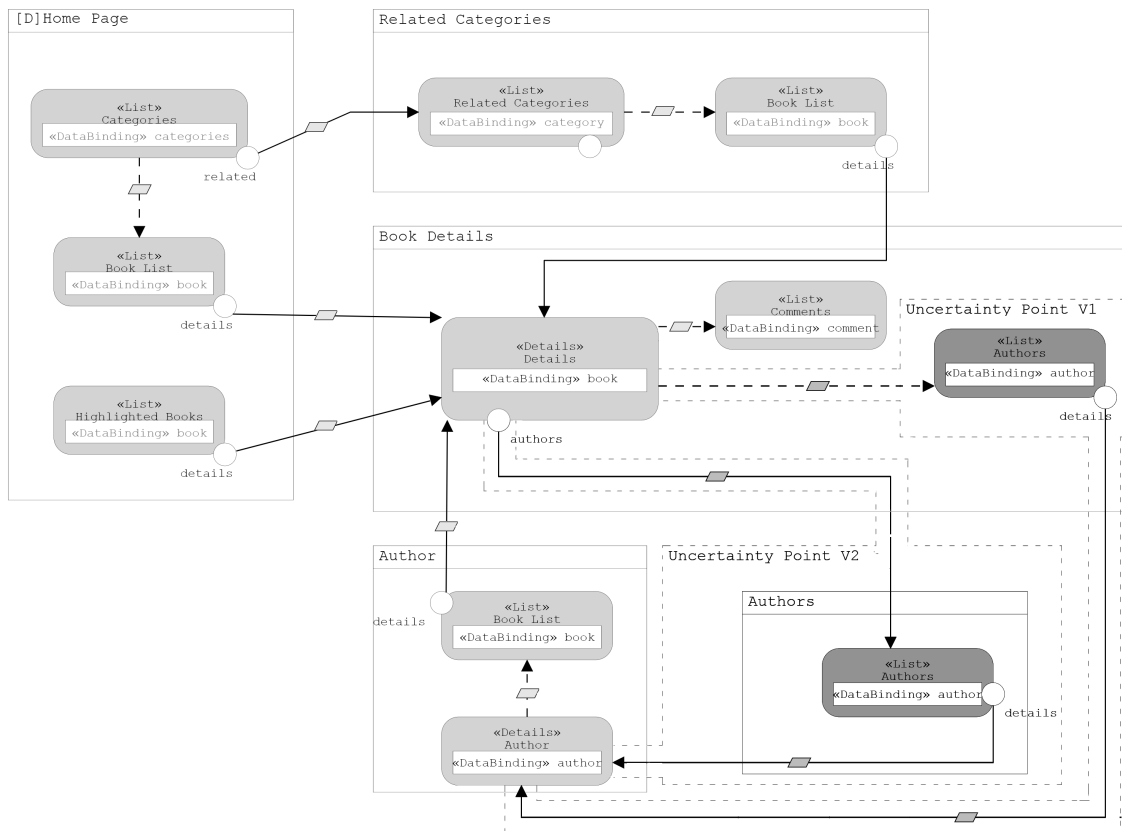 [D]Home Page
Related Categories
«List»
Categories
«DataBinding» categories
related
«List»
Related Categories
«DataBinding» category
«List»
Book List
«DataBinding» book
details
«List»
Book List
«DataBinding» book
details
«List»
Highlighted Books
«DataBinding» book
details
Book Details
«Details»
Details
«DataBinding» book
authors
«List»
Comments
«DataBinding» comment
Uncertainty Point V1
«List»
Authors
«DataBinding» author
details
Author
«List»
Book List
«DataBinding» book
details
«Details»
Author
«DataBinding» author
Uncertainty Point V2
Authors
«List»
Authors
«DataBinding» author
details